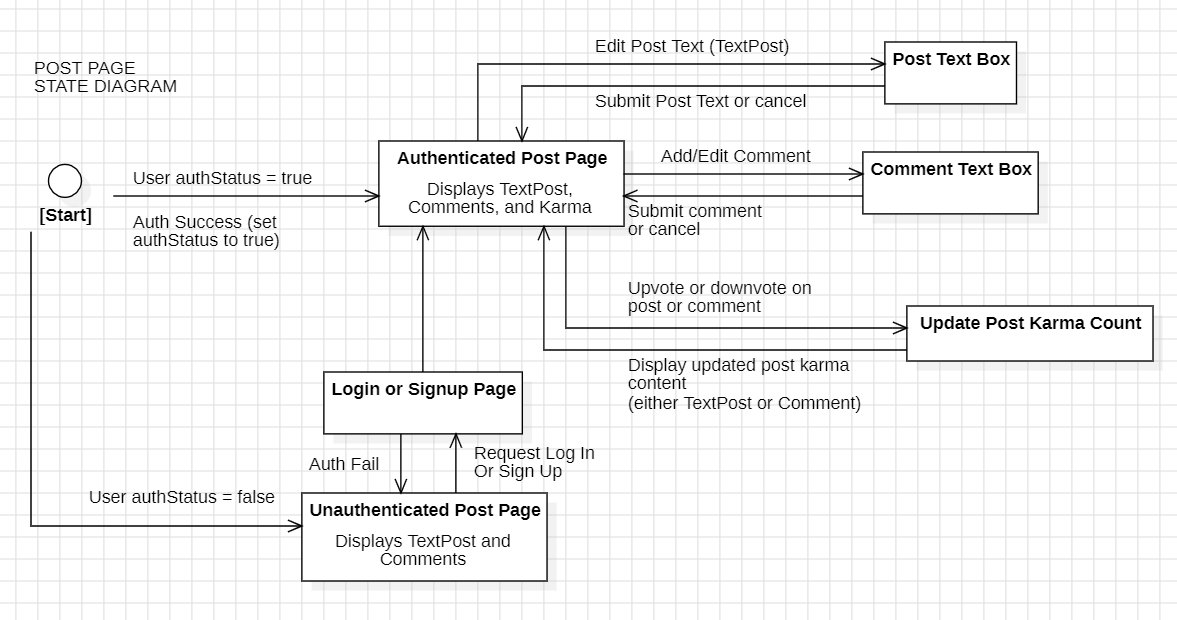 POST PAGE
STATE DIAGRAM
Edit Post Text (TextPost)
Post Text Box
Submit Post Text or cancel
[Start]
User authStatus = true
Auth Success (set
authStatus to true)
Authenticated Post Page
Displays TextPost,
Comments, and Karma
Add/Edit Comment
Comment Text Box
Submit comment
or cancel
Upvote or downvote on
post or comment
Update Post Karma Count
Display updated post karma
content
(either TextPost or Comment)
Login or Signup Page
Auth Fail
Request Log In
Or Sign Up
User authStatus = false
Unauthenticated Post Page
Displays TextPost and
Comments